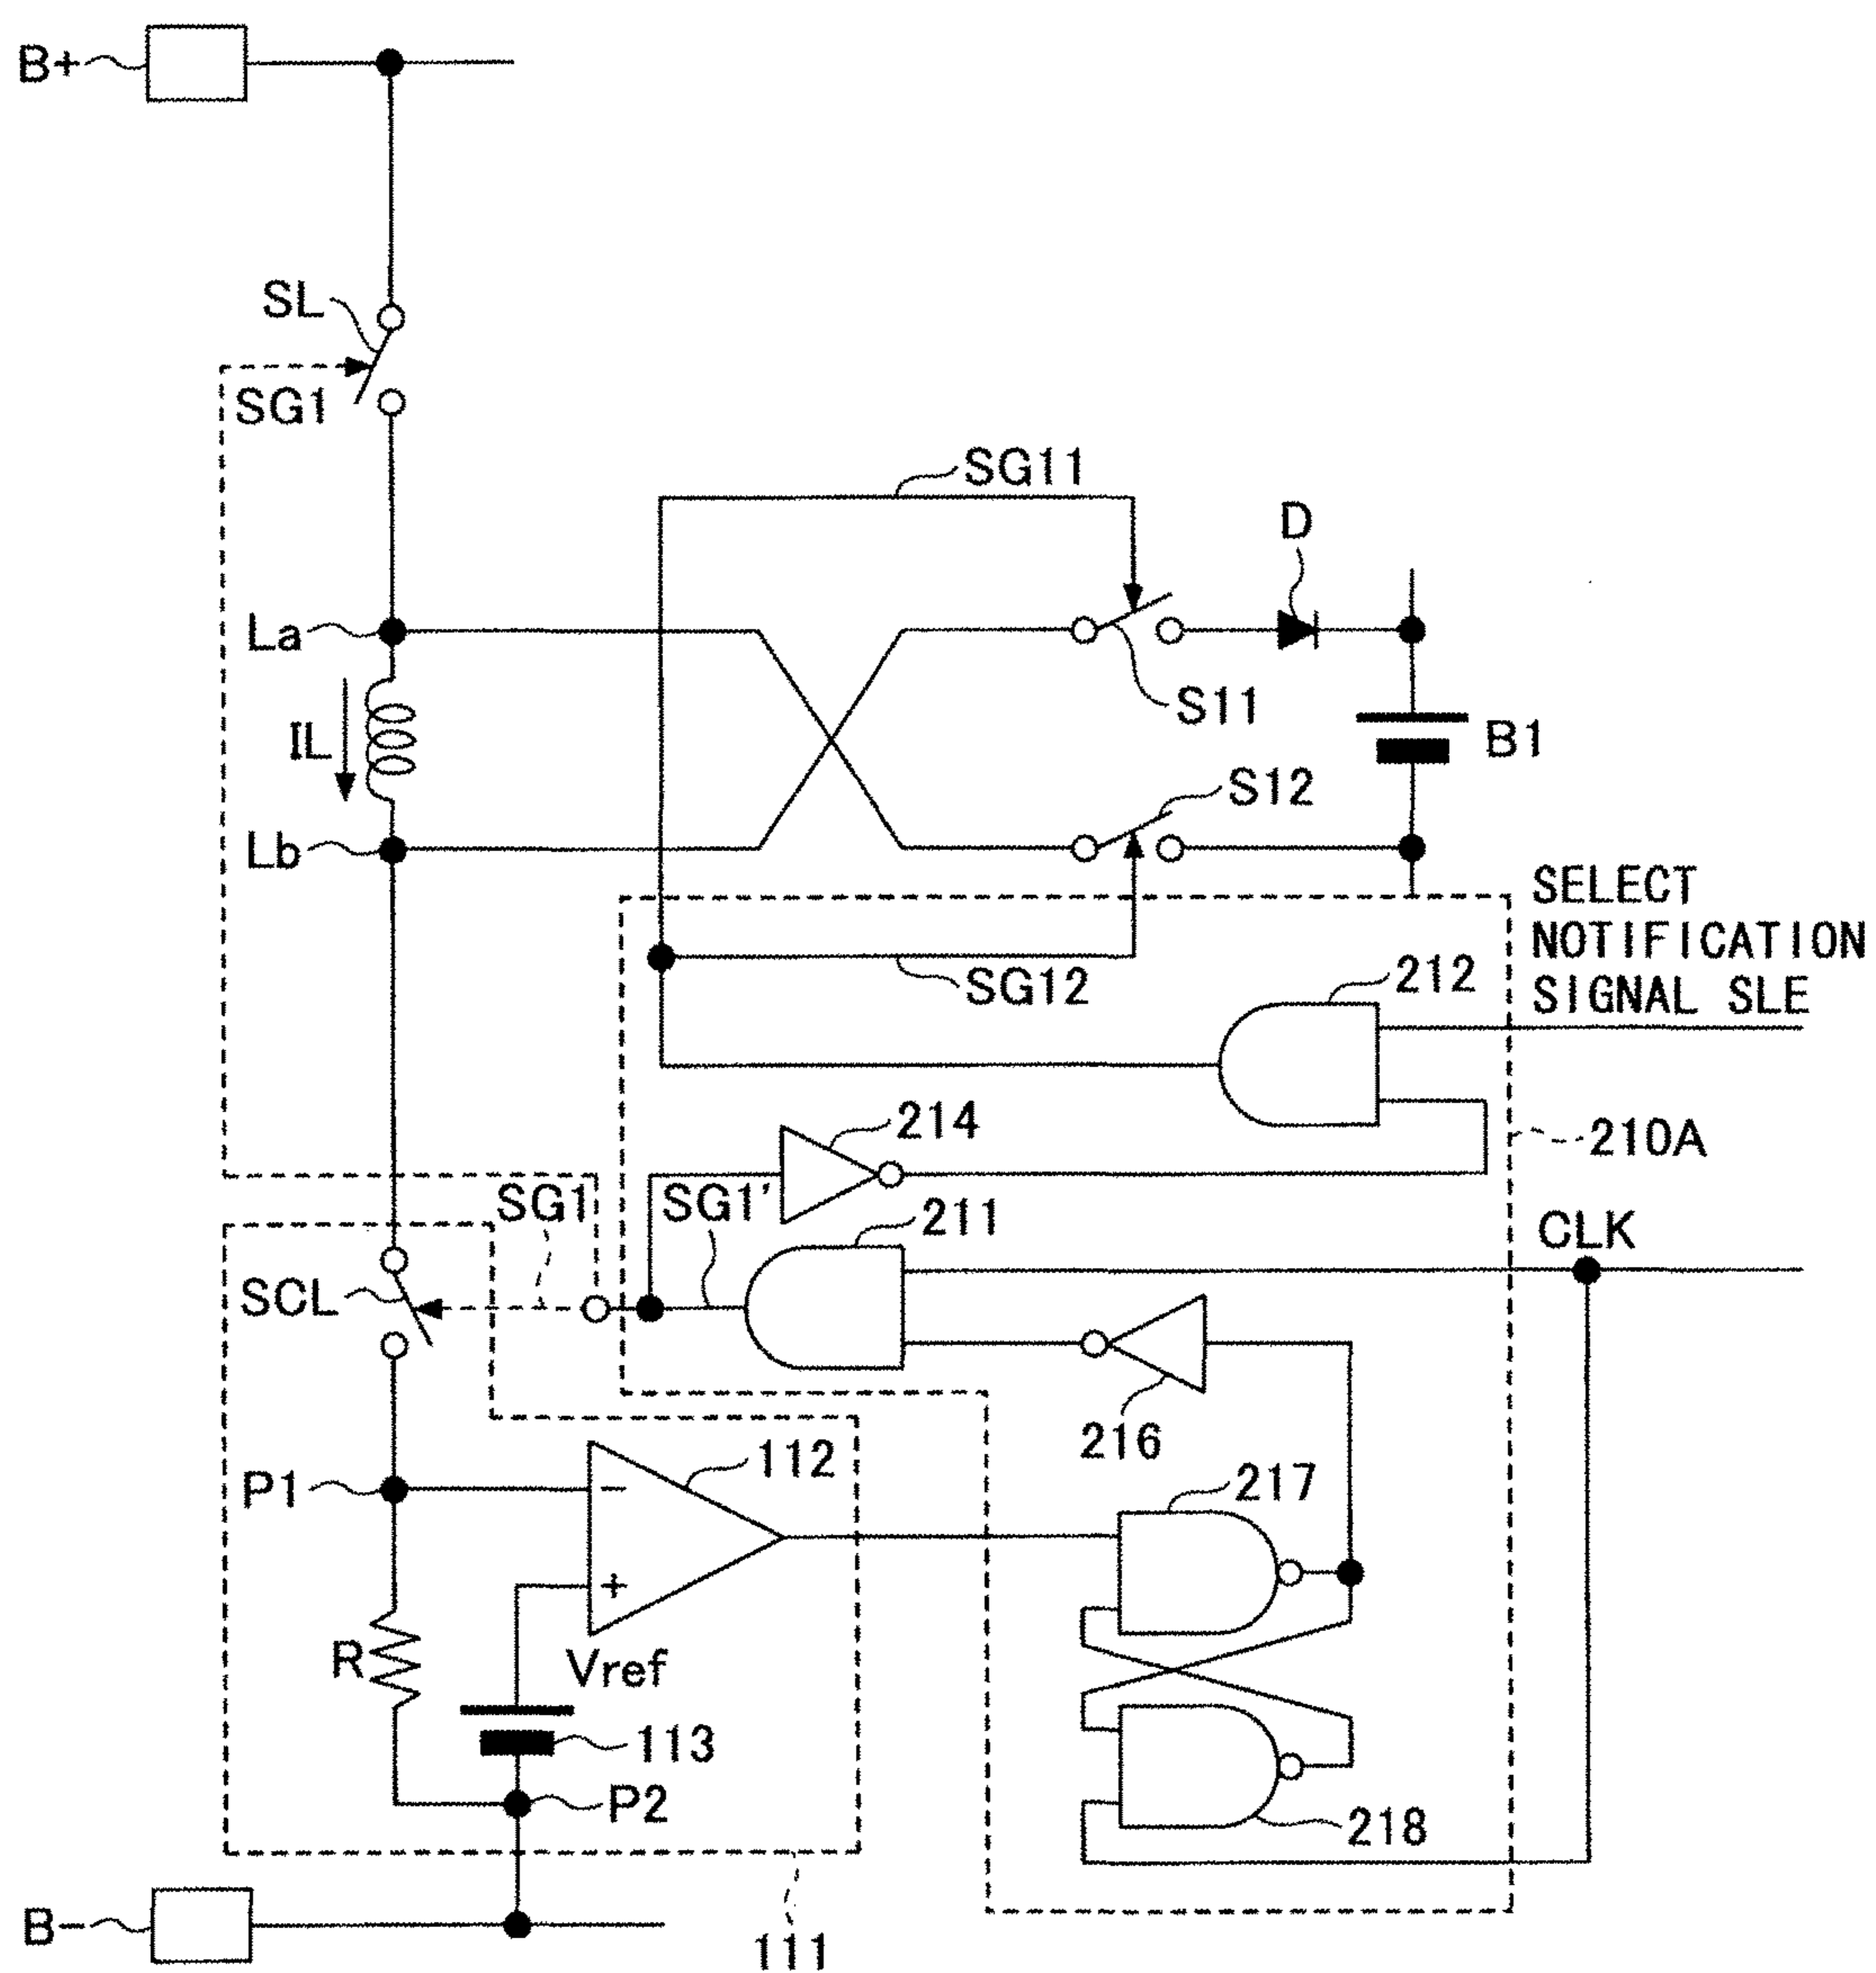 B+
SL
SG1
SG11
D
La
S11
IL
B1
S12
Lb
SELECT
NOTIFICATION
SIGNAL SLE
SG12
212
214
210A
SG1
SG1'
211
CLK
SCL
216
112
P1
217
−
+
R
Vref
113
P2
218
B−
111